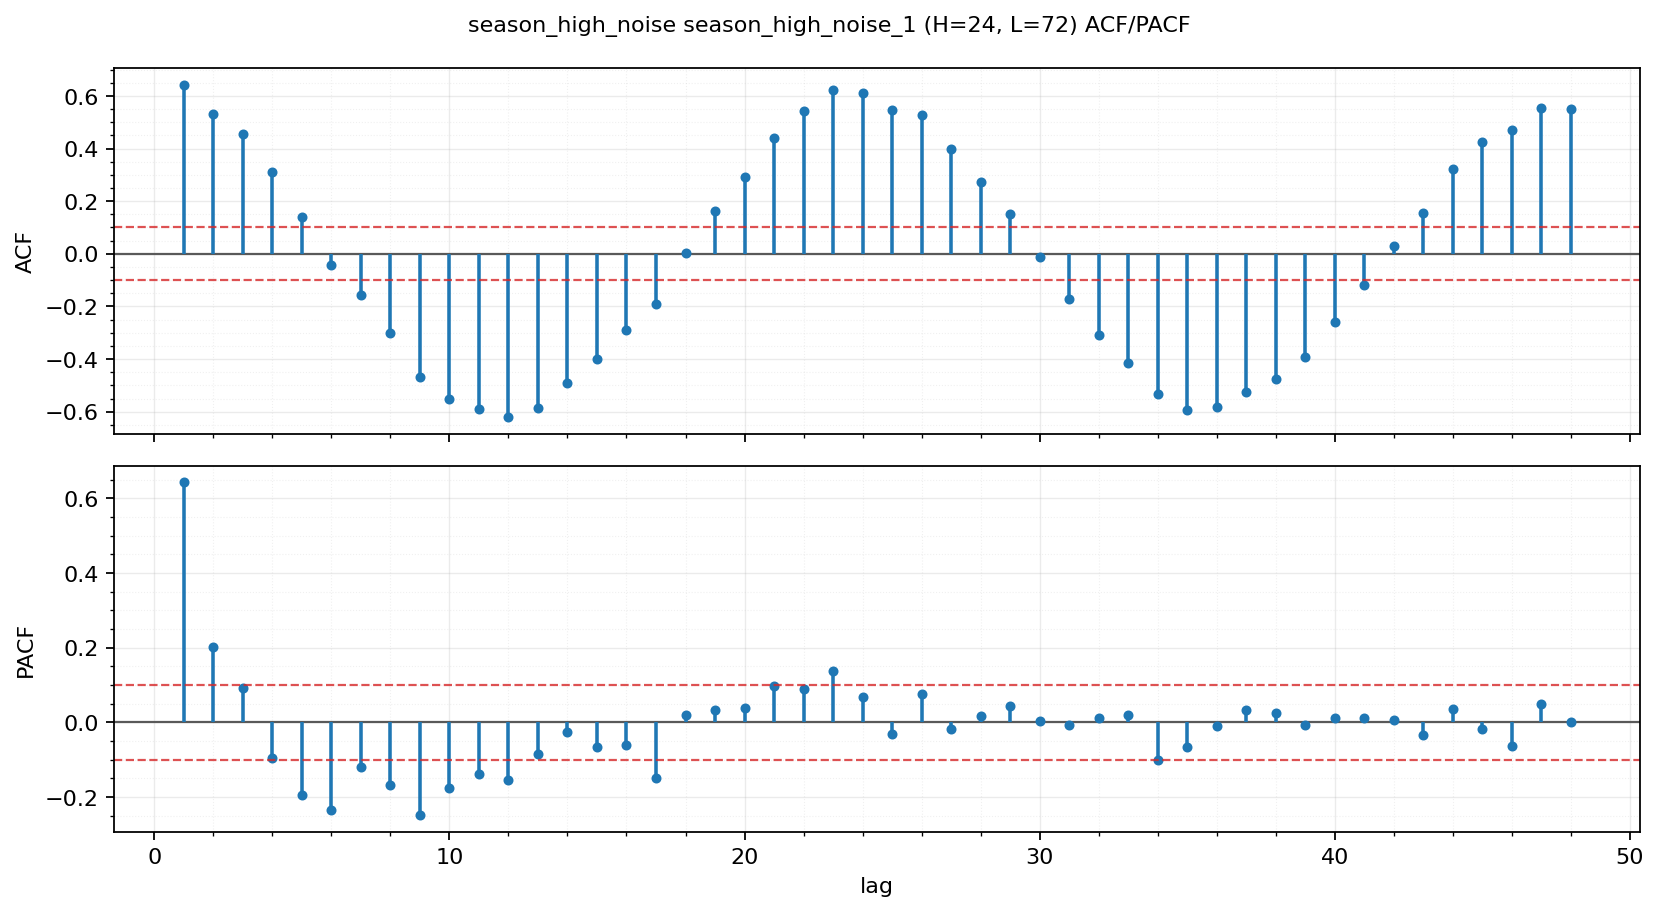 season_high_noise season_high_noise_1 (H=24, L=72) ACF/PACF
0.6
0.4
0.2
0.0
−0.2
−0.4
−0.6
ACF
0.6
0.4
0.2
0.0
−0.2
PACF
0 10 20 30 40 50
lag